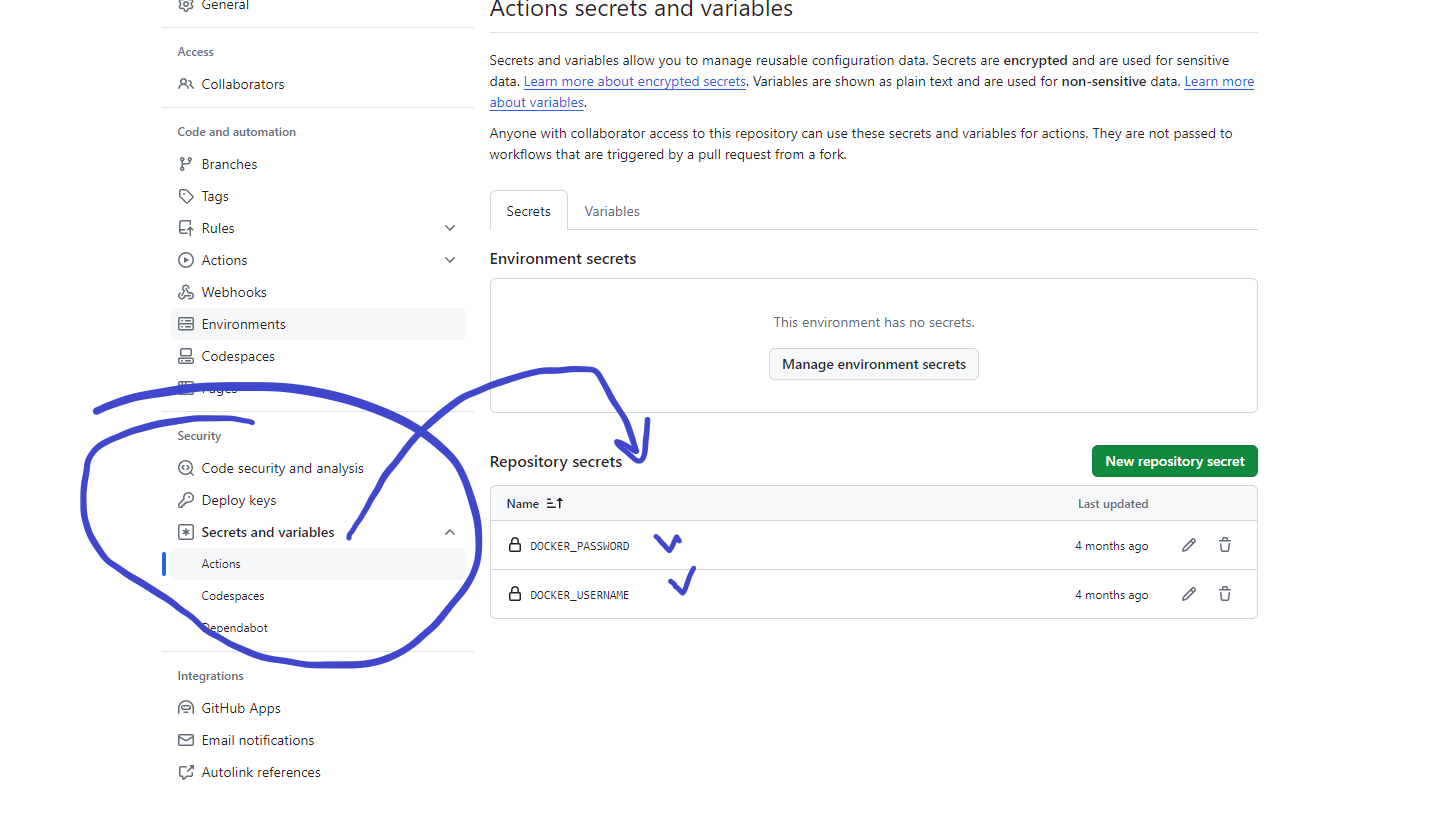 General
Access
Collaborators
Code and automation
Branches
Tags
Rules
Actions
Webhooks
Environments
Codespaces
Pages
Security
Code security and analysis
Deploy keys
Secrets and variables
Actions
Codespaces
Dependabot
Integrations
GitHub Apps
Email notifications
Autolink references
Actions secrets and variables
Secrets and variables allow you to manage reusable configuration data. Secrets are encrypted and are used for sensitive
data. Learn more about encrypted secrets. Variables are shown as plain text and are used for non-sensitive data. Learn more
about variables.
Anyone with collaborator access to this repository can use these secrets and variables for actions. They are not passed to
workflows that are triggered by a pull request from a fork.
Secrets Variables
Environment secrets
This environment has no secrets.
Manage environment secrets
Repository secrets New repository secret
Name Last updated
DOCKER_PASSWORD 4 months ago
DOCKER_USERNAME 4 months ago